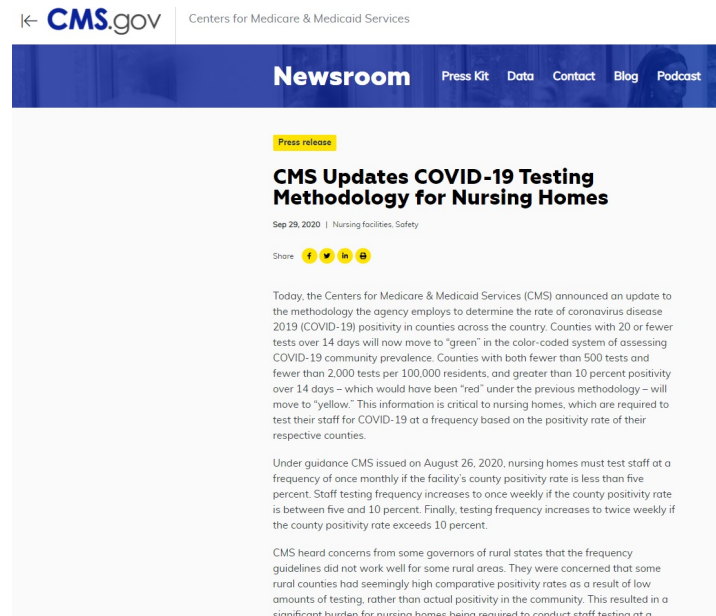 CMS.gov
Centers for Medicare & Medicaid Services
Newsroom Press Kit Data Contact Blog Podcast
Press release
CMS Updates COVID-19 Testing
Methodology for Nursing Homes
Sep 29, 2020 | Nursing facilities, Safety
Share
Today, the Centers for Medicare & Medicaid Services (CMS) announced an update to
the methodology the agency employs to determine the rate of coronavirus disease
2019 (COVID-19) positivity in counties across the country. Counties with 20 or fewer
tests over 14 days will now move to “green” in the color-coded system of assessing
COVID-19 community prevalence. Counties with both fewer than 500 tests and
fewer than 2,000 tests per 100,000 residents, and greater than 10 percent positivity
over 14 days – which would have been “red” under the previous methodology – will
move to “yellow.” This information is critical to nursing homes, which are required to
test their staff for COVID-19 at a frequency based on the positivity rate of their
respective counties.
Under guidance CMS issued on August 26, 2020, nursing homes must test staff at a
frequency of once monthly if the facility’s county positivity rate is less than five
percent. Staff testing frequency increases to once weekly if the county positivity rate
is between five and 10 percent. Finally, testing frequency increases to twice weekly if
the county positivity rate exceeds 10 percent.
CMS heard concerns from some governors of rural states that the frequency
guidelines did not work well for some rural areas. They were concerned that some
rural counties had seemingly high comparative positivity rates as a result of low
amounts of testing, rather than actual positivity in the community. This resulted in a
significant burden for nursing homes being required to conduct staff testing at a